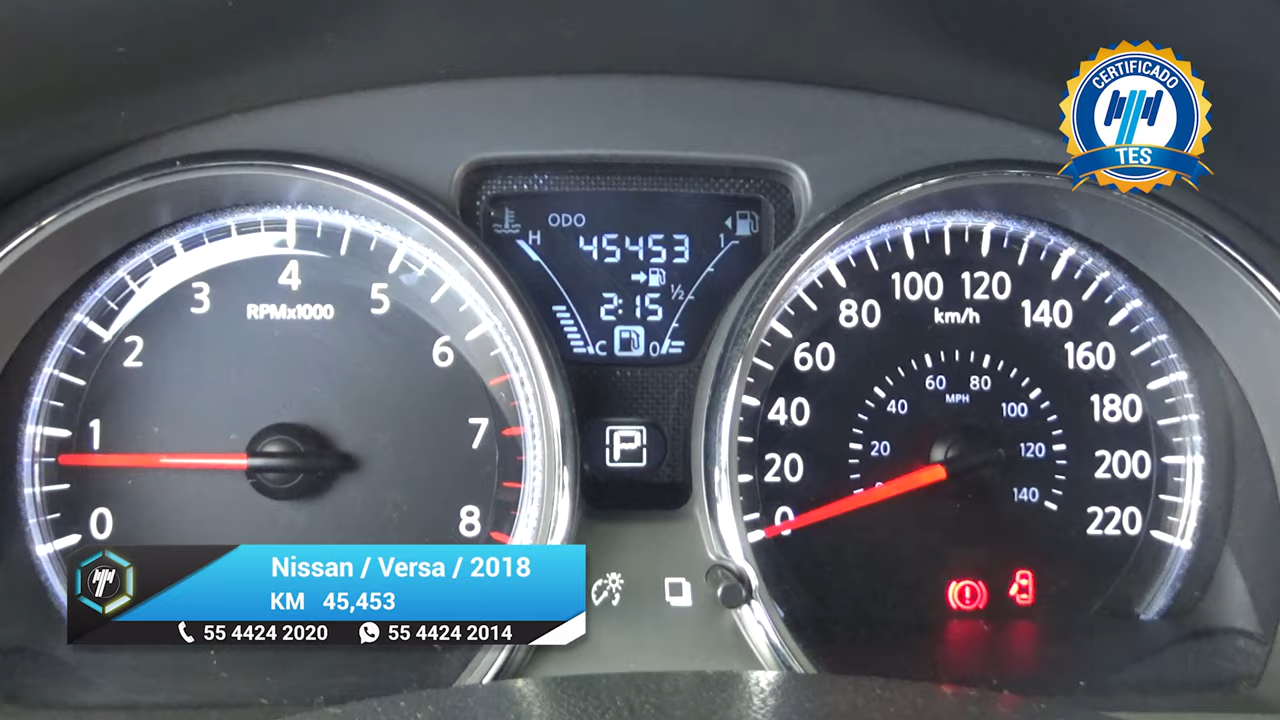 CERTIFICADO
TES
ODO
45453
H
1
1/2
2:15
C
0
0
1
2
3
4
5
6
7
8
RPMx1000
P
0
20
40
60
80
100
120
140
160
180
200
220
km/h
20
40
60
80
100
120
140
MPH
Nissan / Versa / 2018
KM 45,453
55 4424 2020 55 4424 2014